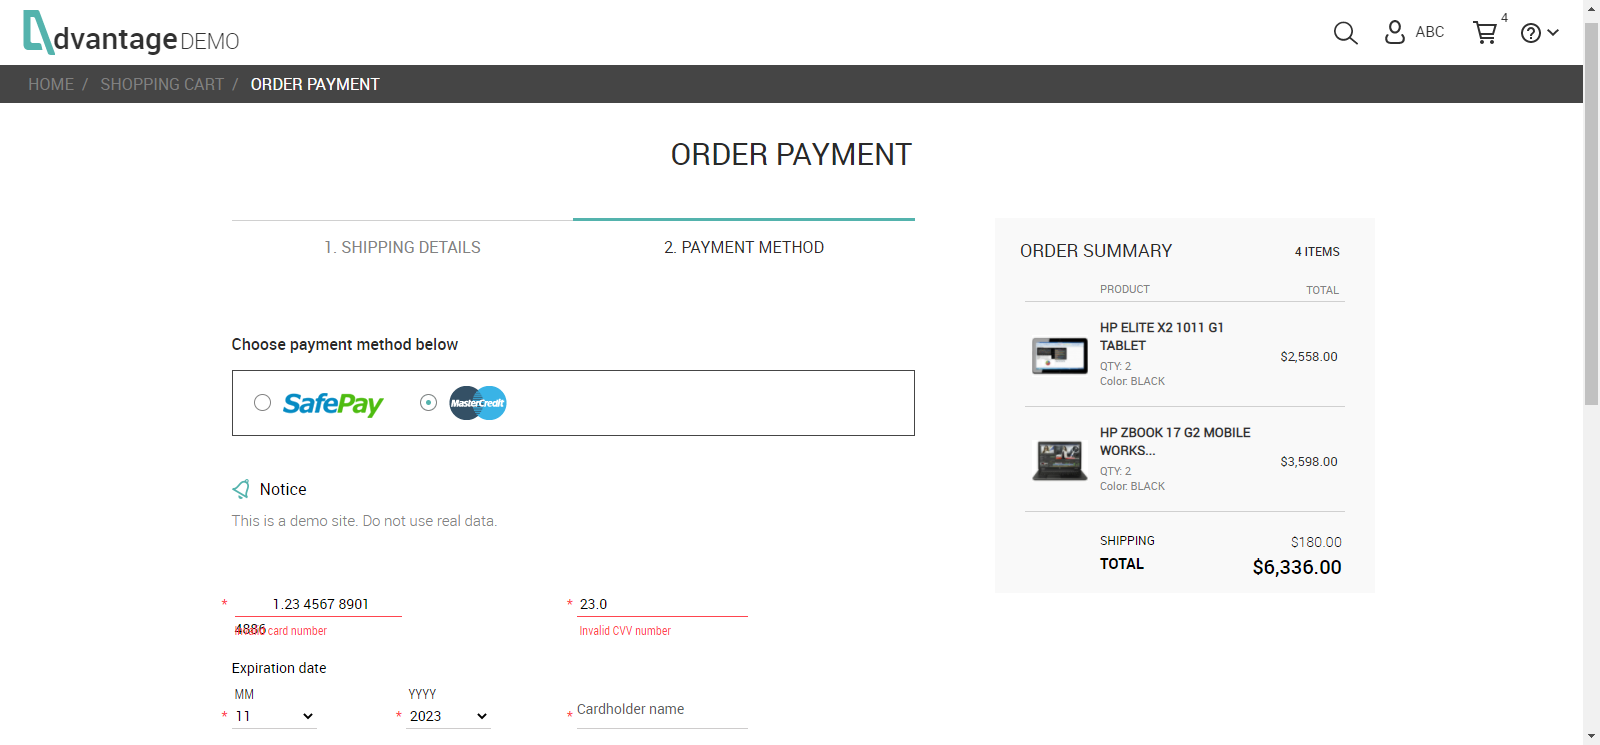 dvantage DEMO
ABC
4
HOME / SHOPPING CART / ORDER PAYMENT
ORDER PAYMENT
1. SHIPPING DETAILS
2. PAYMENT METHOD
Choose payment method below
SafePay
MasterCredit
Notice
This is a demo site. Do not use real data.
* 1.23 4567 8901
4886
Invalid card number
* 23.0
Invalid CVV number
Expiration date
MM
* 11
YYYY
* 2023
* Cardholder name
ORDER SUMMARY
4 ITEMS
PRODUCT
TOTAL
HP ELITE X2 1011 G1
TABLET
QTY: 2
Color: BLACK
$2,558.00
HP ZBOOK 17 G2 MOBILE
WORKS...
QTY: 2
Color: BLACK
$3,598.00
SHIPPING
$180.00
TOTAL
$6,336.00